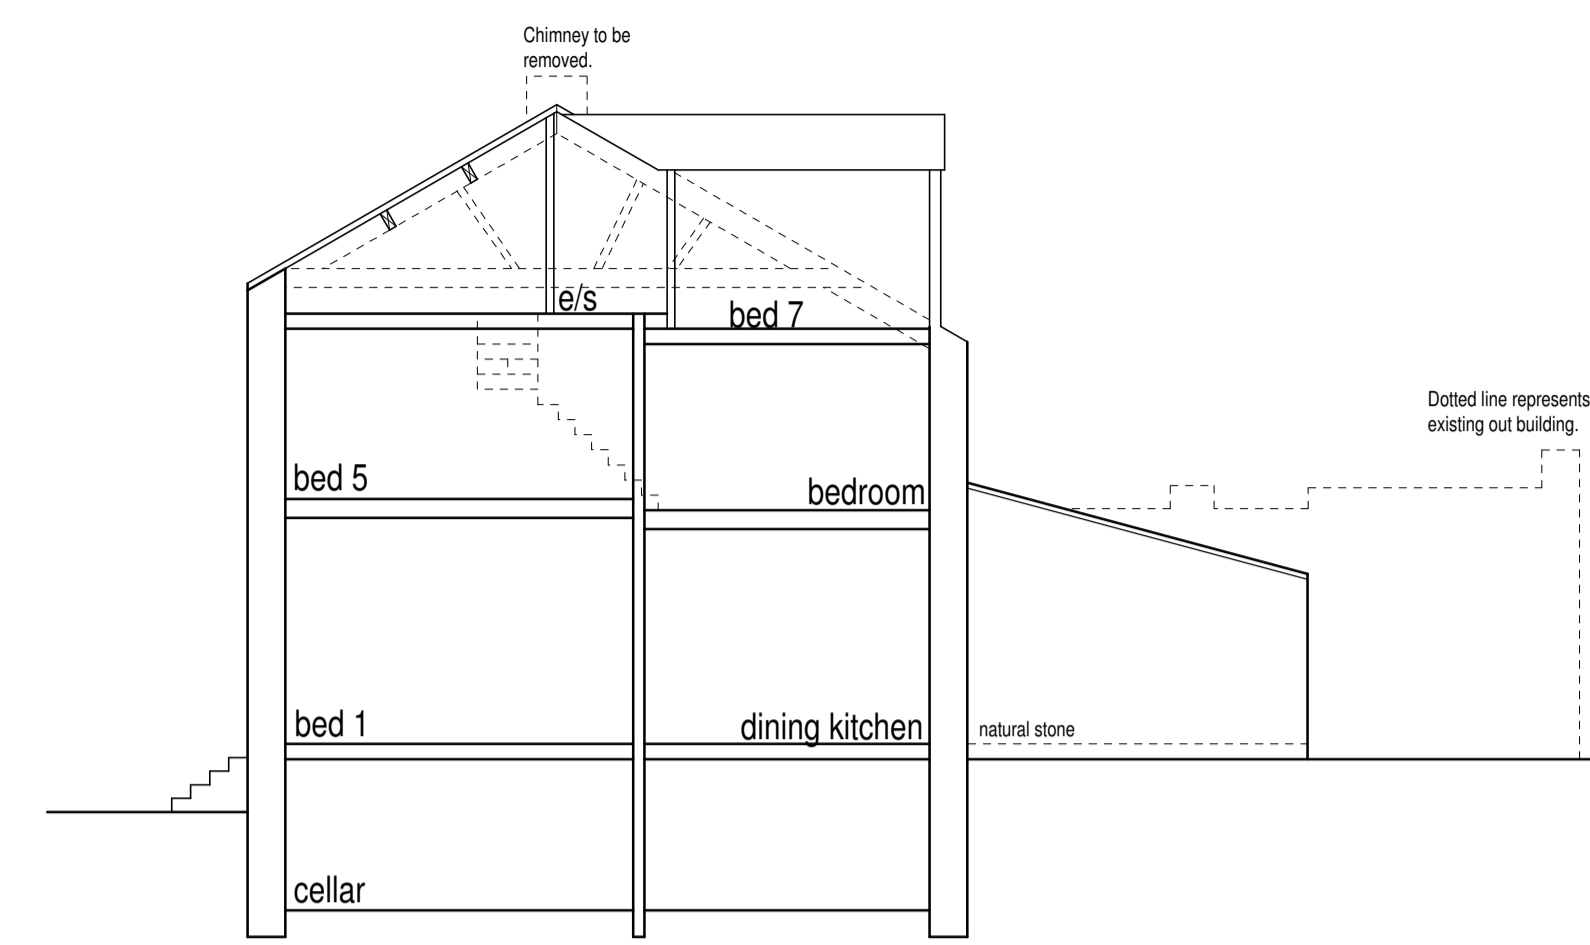 Chimney to be
removed.
e/s
bed 7
Dotted line represents
existing out building.
bed 5
bedroom
bed 1
dining kitchen
natural stone
cellar